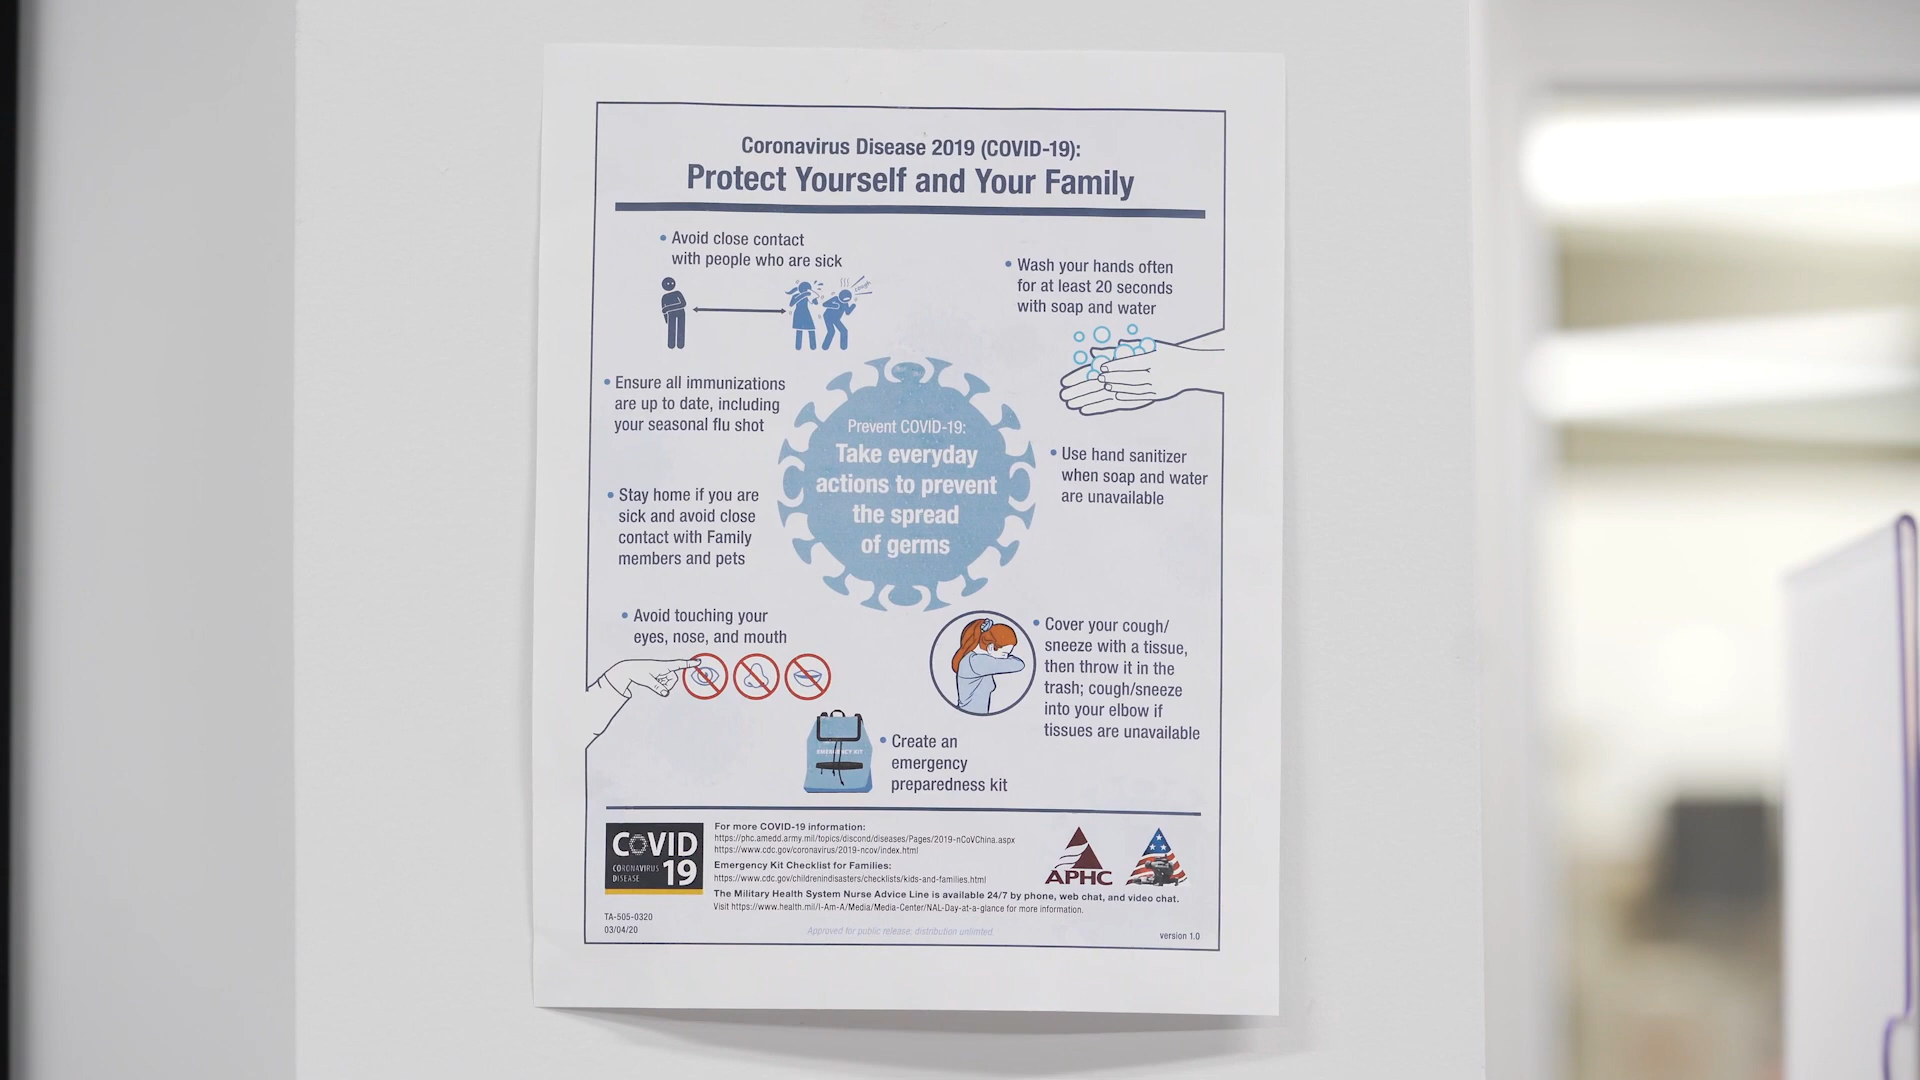 Coronavirus Disease 2019 (COVID-19):
Protect Yourself and Your Family
• Avoid close contact
with people who are sick
cough
• Wash your hands often
for at least 20 seconds
with soap and water
• Ensure all immunizations
are up to date, including
your seasonal flu shot
Prevent COVID-19:
Take everyday
actions to prevent
the spread
of germs
• Use hand sanitizer
when soap and water
are unavailable
• Stay home if you are
sick and avoid close
contact with Family
members and pets
• Avoid touching your
eyes, nose, and mouth
• Cover your cough/
sneeze with a tissue,
then throw it in the
trash; cough/sneeze
into your elbow if
tissues are unavailable
EMERGENCY KIT
• Create an
emergency
preparedness kit
COVID
CORONAVIRUS
DISEASE
19
For more COVID-19 information:
https://phc.amedd.army.mil/topics/discond/diseases/Pages/2019-nCoVChina.aspx
https://www.cdc.gov/coronavirus/2019-ncov/index.html
Emergency Kit Checklist for Families:
https://www.cdc.gov/childrenindisasters/checklists/kids-and-families.html
The Military Health System Nurse Advice Line is available 24/7 by phone, web chat, and video chat.
Visit https://www.health.mil/I-Am-A/Media/Media-Center/NAL-Day-at-a-glance for more information.
APHC
TA-505-0320
03/04/20
Approved for public release; distribution unlimited.
version 1.0